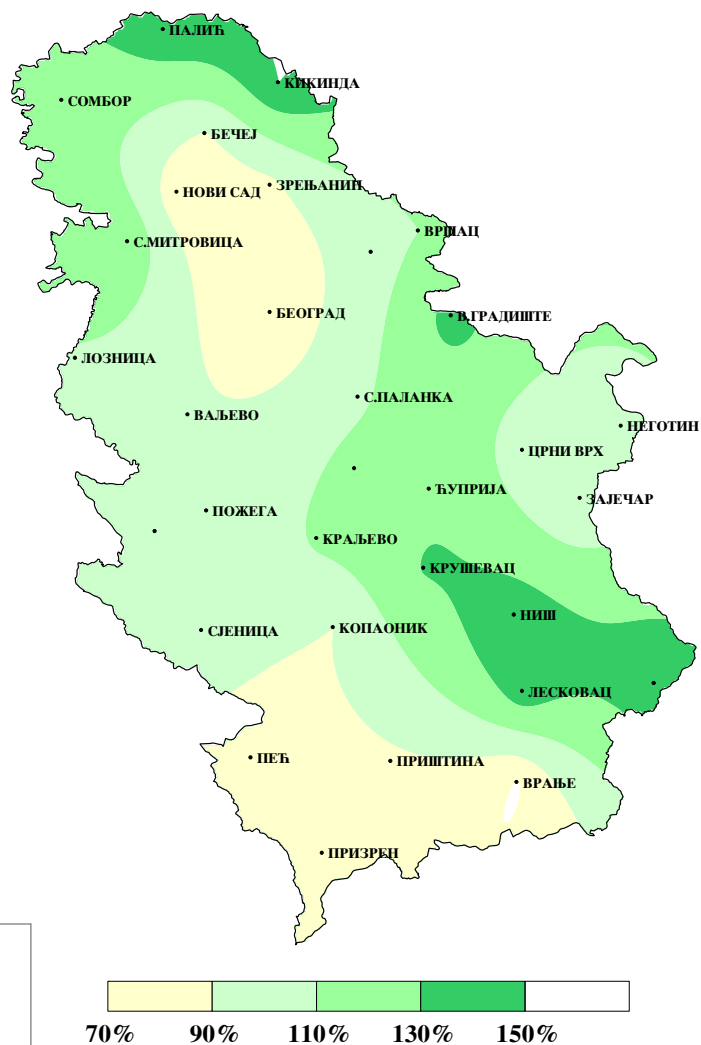 ПАЛИЋ
КИКИНДА
СОМБОР
БЕЧЕЈ
ЗРЕЊАНИН
НОВИ САД
ВРШАЦ
С.МИТРОВИЦА
БЕОГРАД
В.ГРАДИШТЕ
ЛОЗНИЦА
С.ПАЛАНКА
ВАЉЕВО
НЕГОТИН
ЦРНИ ВРХ
ЋУПРИЈА
ЗАЈЕЧАР
ПОЖЕГА
КРАЉЕВО
КРУШЕВАЦ
НИШ
КОПАОНИК
СЈЕНИЦА
ЛЕСКОВАЦ
ПЕЋ
ПРИШТИНА
ВРАЊЕ
ПРИЗРЕН
70% 90% 110% 130% 150%